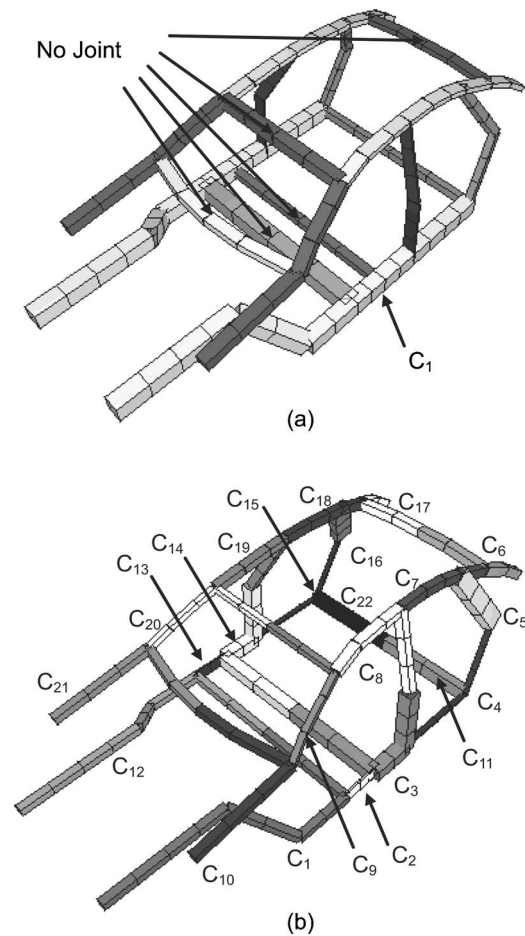 No Joint
C₁
(a)
C₁₈
C₁₇
C₁₅
C₁₄
C₁₉
C₁₆
C₆
C₁₃
C₇
C₂₂
C₅
C₂₀
C₈
C₂₁
C₄
C₁₂
C₃
C₁₁
C₁
C₉
C₂
C₁₀
(b)